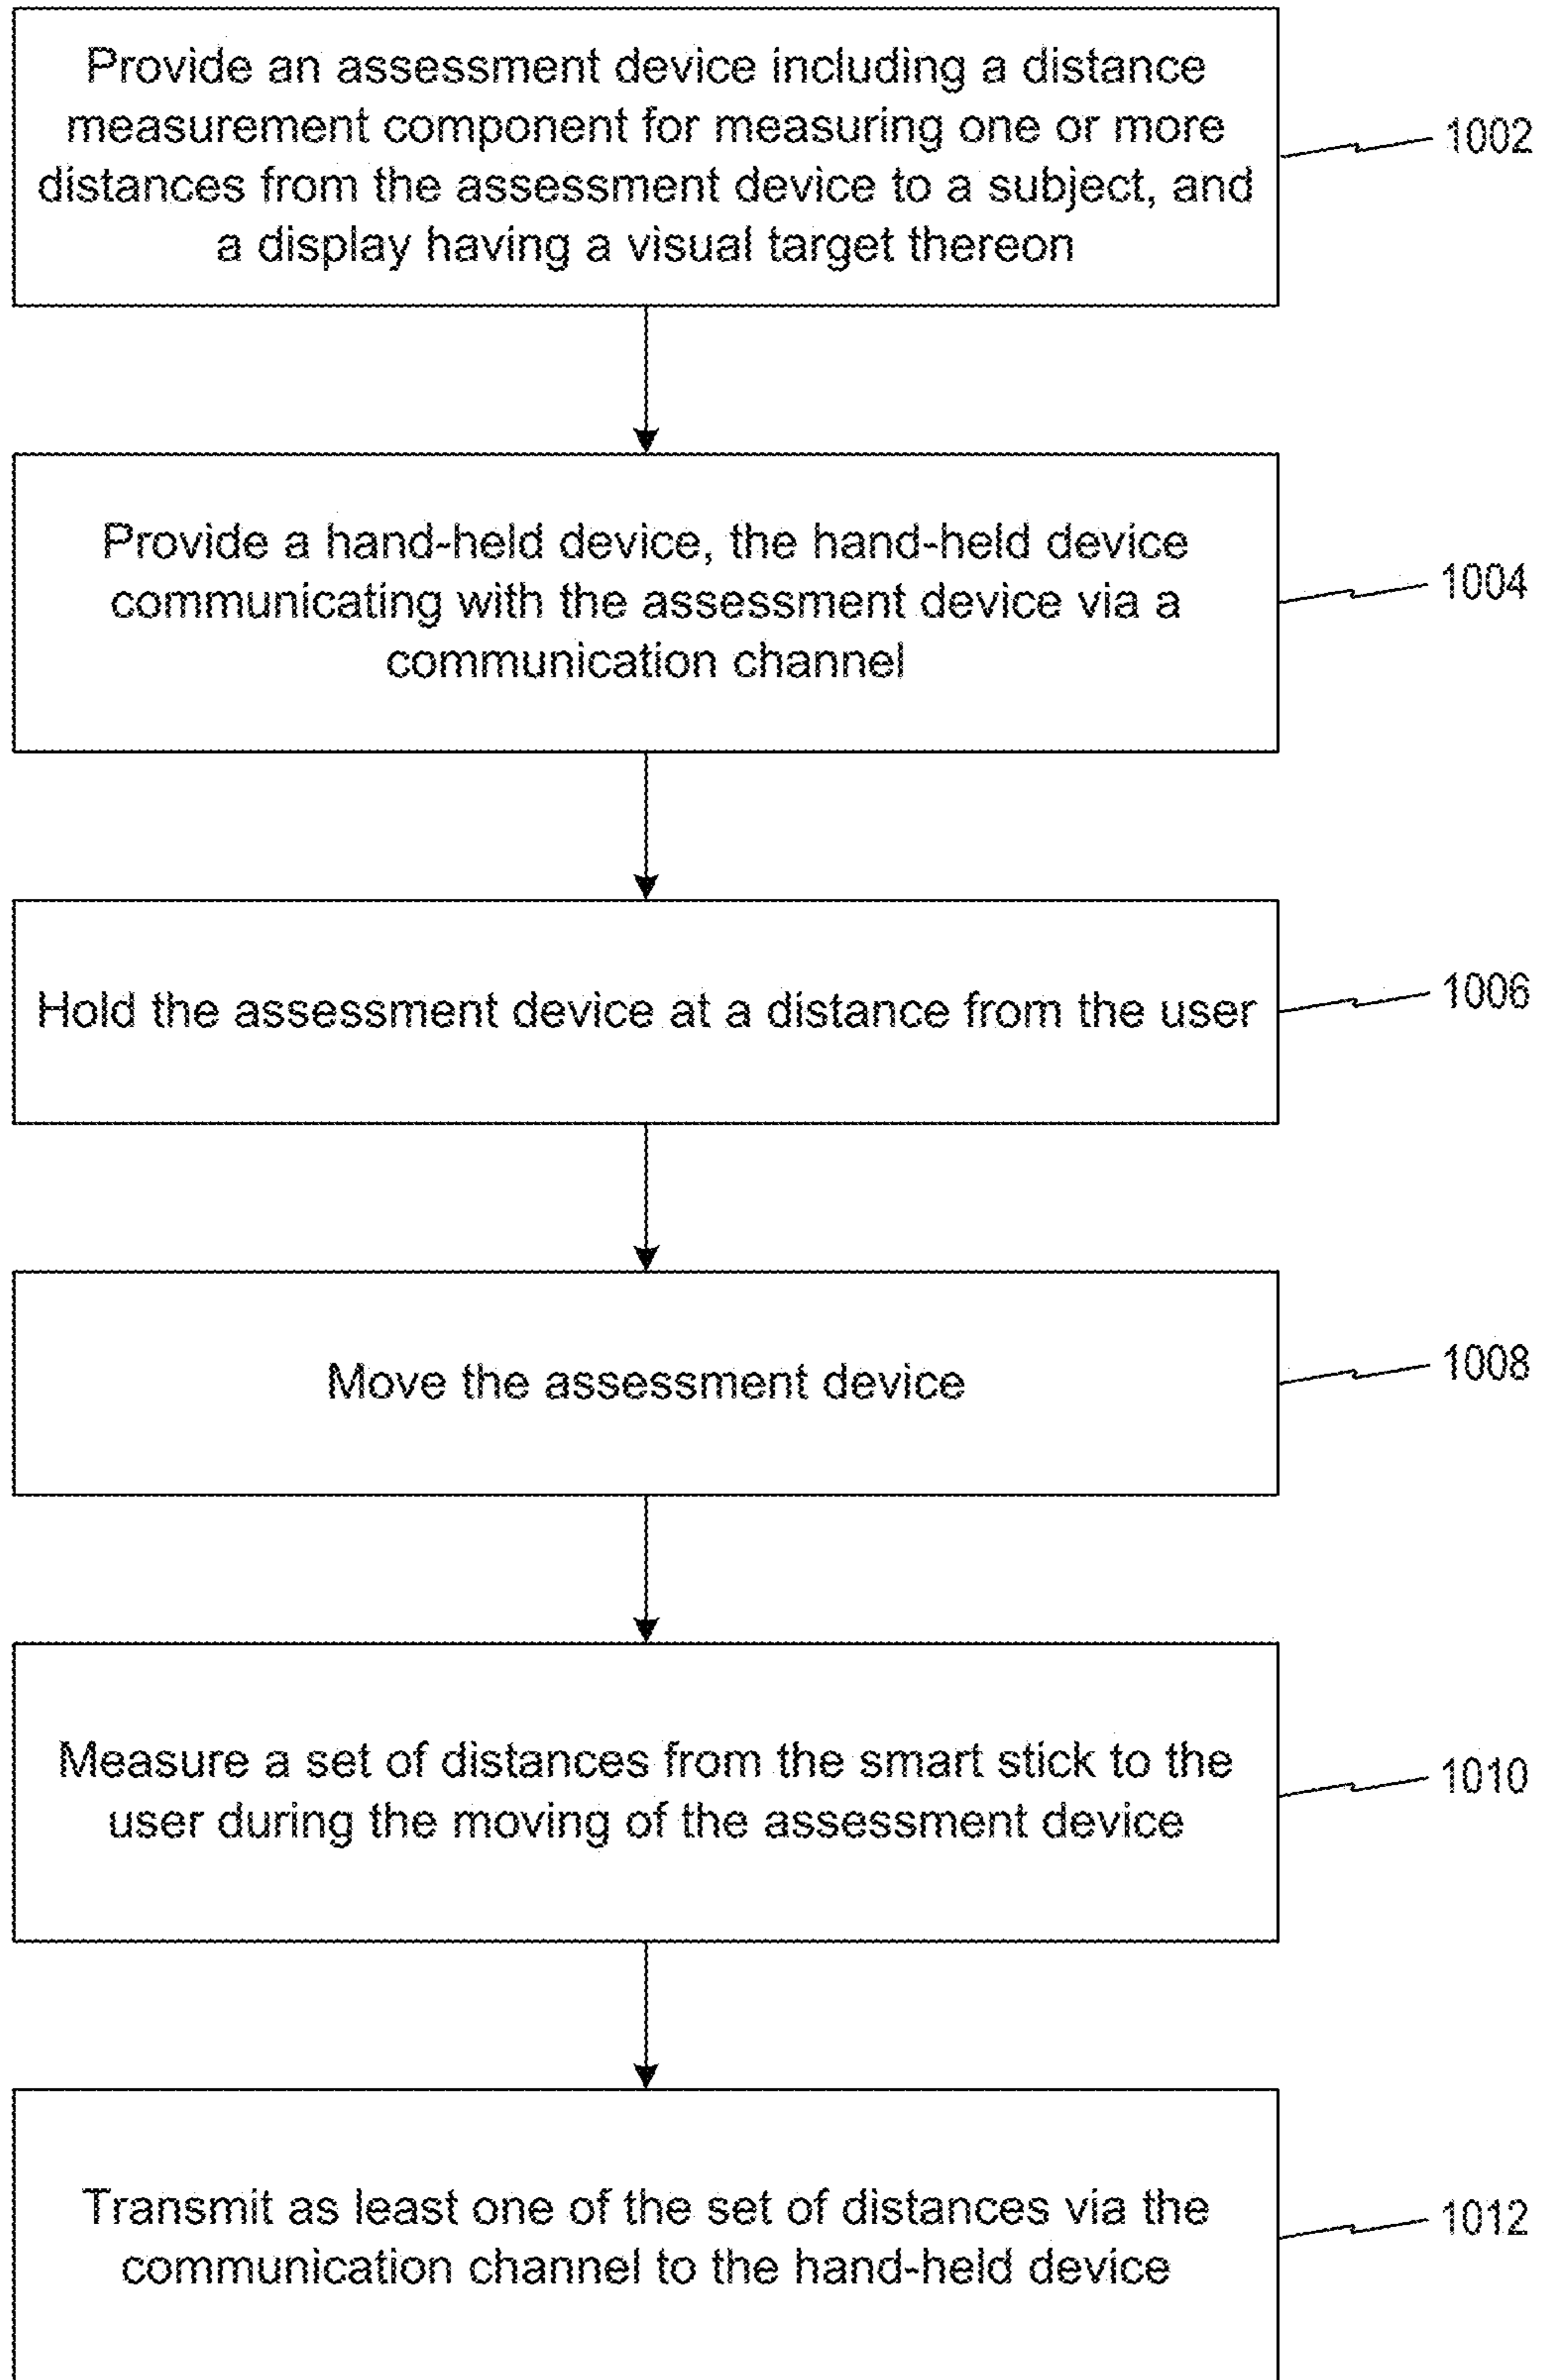 Provide an assessment device including a distance
measurement component for measuring one or more
distances from the assessment device to a subject, and
a display having a visual target thereon
1002
Provide a hand-held device, the hand-held device
communicating with the assessment device via a
communication channel
1004
Hold the assessment device at a distance from the user
1006
Move the assessment device
1008
Measure a set of distances from the smart stick to the
user during the moving of the assessment device
1010
Transmit as least one of the set of distances via the
communication channel to the hand-held device
1012